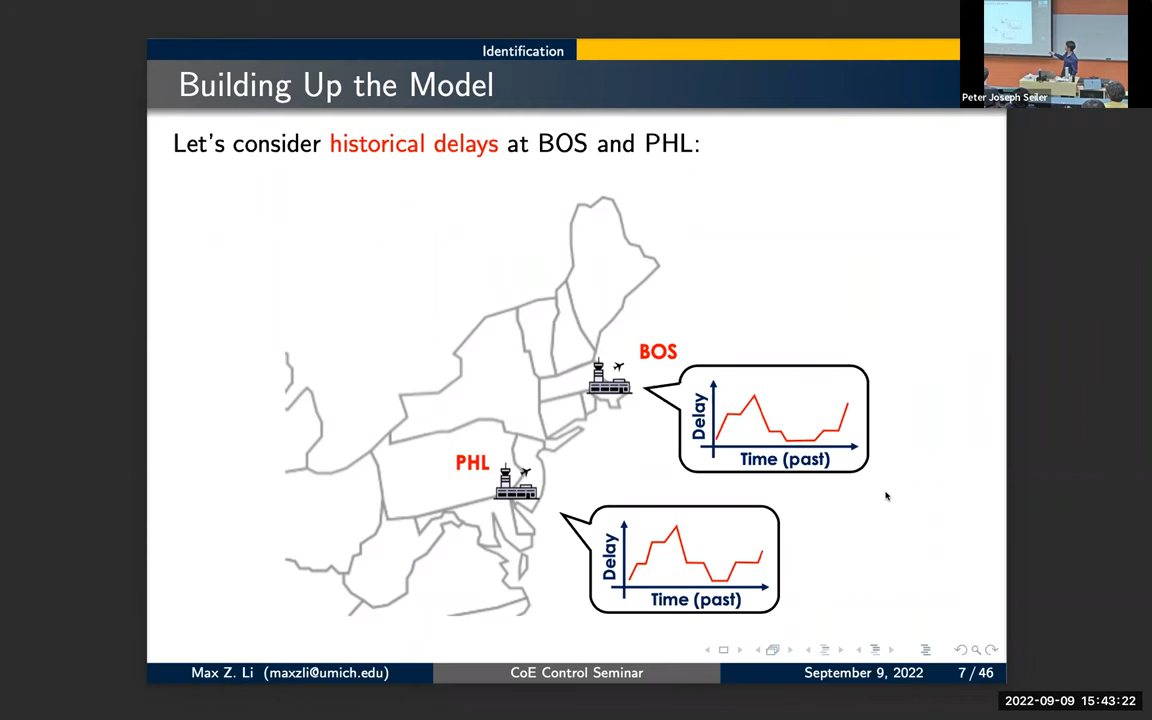 Identification
Building Up the Model
Peter Joseph Seiler
Let's consider historical delays at BOS and PHL:
BOS
Delay
Time (past)
PHL
Delay
Time (past)
Max Z. Li (maxzli@umich.edu)
CoE Control Seminar
September 9, 2022
7 / 46
2022-09-09 15:43:22